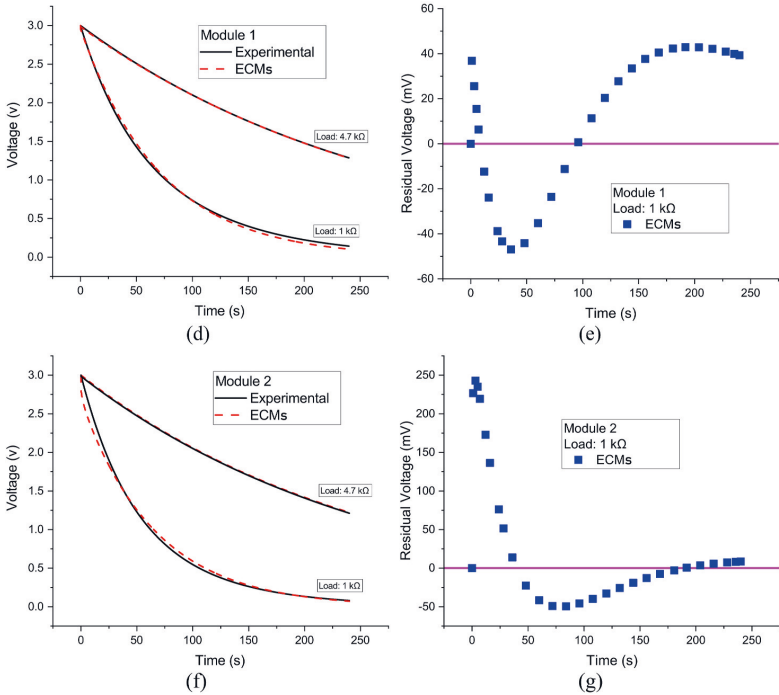 Module 1
Experimental
ECMs
Load: 4.7 kΩ
Load: 1 kΩ
Voltage (v)
3.0
2.5
2.0
1.5
1.0
0.5
0.0
0 50 100 150 200 250
Time (s)
(d)
Residual Voltage (mV)
60
40
20
0
-20
-40
-60
Module 1
Load: 1 kΩ
ECMs
0 50 100 150 200 250
Time (s)
(e)
Module 2
Experimental
ECMs
Load: 4.7 kΩ
Load: 1 kΩ
Voltage (v)
3.0
2.5
2.0
1.5
1.0
0.5
0.0
0 50 100 150 200 250
Time (s)
(f)
Residual Voltage (mV)
250
200
150
100
50
0
-50
Module 2
Load: 1 kΩ
ECMs
0 50 100 150 200 250
Time (s)
(g)